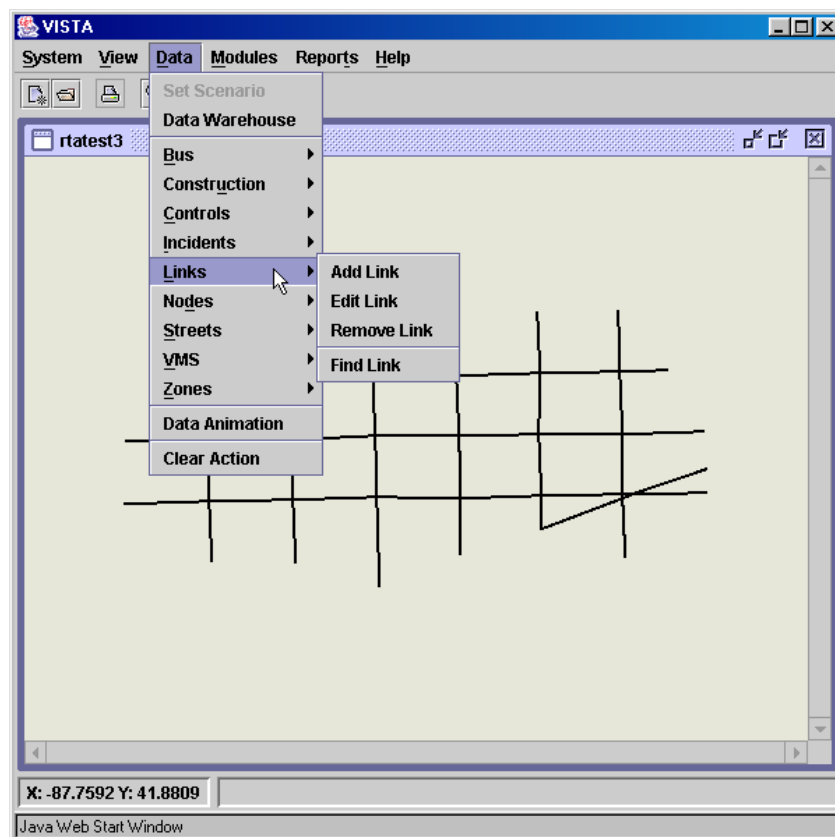 VISTA
System View Data Modules Reports Help
Set Scenario
Data Warehouse
rtatest3
Bus
Construction
Controls
Incidents
Links
Add Link
Nodes
Edit Link
Streets
Remove Link
VMS
Find Link
Zones
Data Animation
Clear Action
X: -87.7592 Y: 41.8809
Java Web Start Window